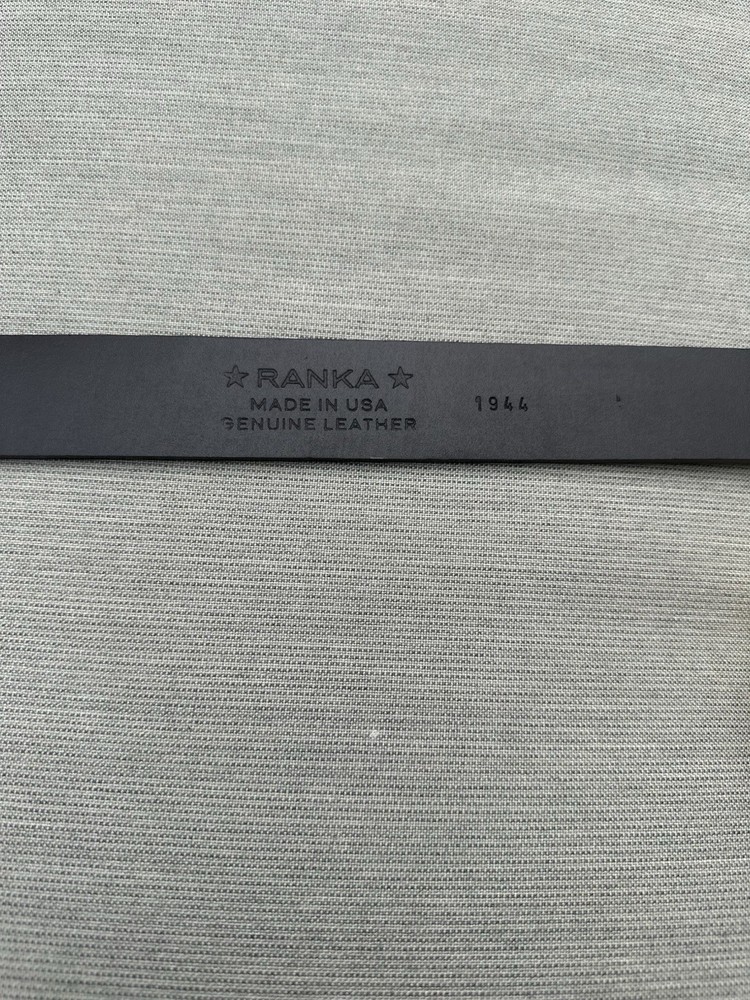 ☆ RANKA ☆
MADE IN USA
GENUINE LEATHER
1944